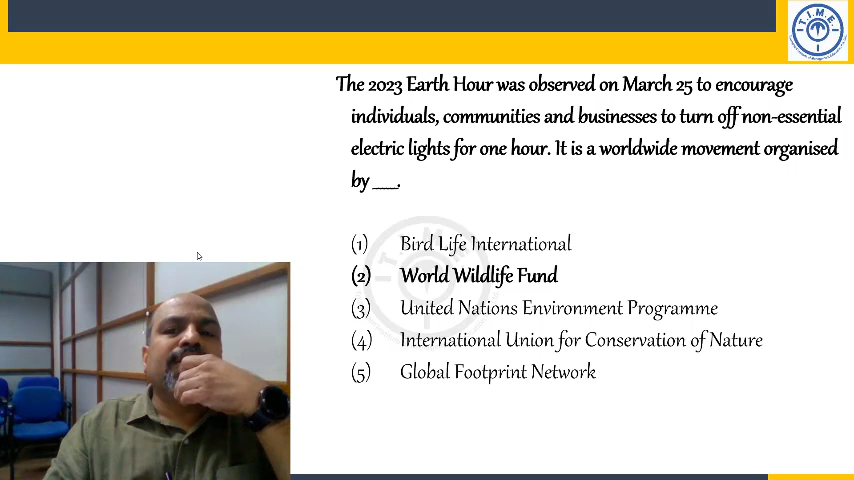 T.I.M.E.
The 2023 Earth Hour was observed on March 25 to encourage
individuals, communities and businesses to turn off non-essential
electric lights for one hour. It is a worldwide movement organised
by ___.
(1) Bird Life International
(2) World Wildlife Fund
(3) United Nations Environment Programme
(4) International Union for Conservation of Nature
(5) Global Footprint Network